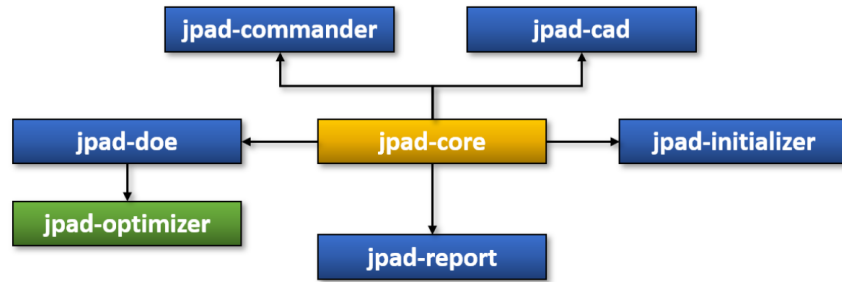 jpad-commander
jpad-cad
jpad-doe
jpad-core
jpad-initializer
jpad-optimizer
jpad-report